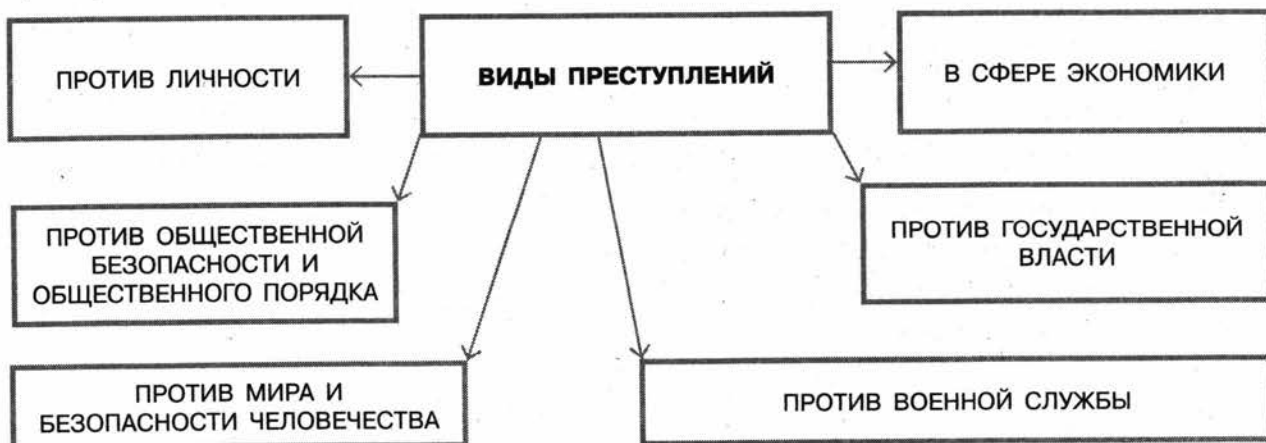 ПРОТИВ ЛИЧНОСТИ
ВИДЫ ПРЕСТУПЛЕНИЙ
В СФЕРЕ ЭКОНОМИКИ
ПРОТИВ ОБЩЕСТВЕННОЙ
БЕЗОПАСНОСТИ И
ОБЩЕСТВЕННОГО ПОРЯДКА
ПРОТИВ ГОСУДАРСТВЕННОЙ
ВЛАСТИ
ПРОТИВ МИРА И
БЕЗОПАСНОСТИ ЧЕЛОВЕЧЕСТВА
ПРОТИВ ВОЕННОЙ СЛУЖБЫ